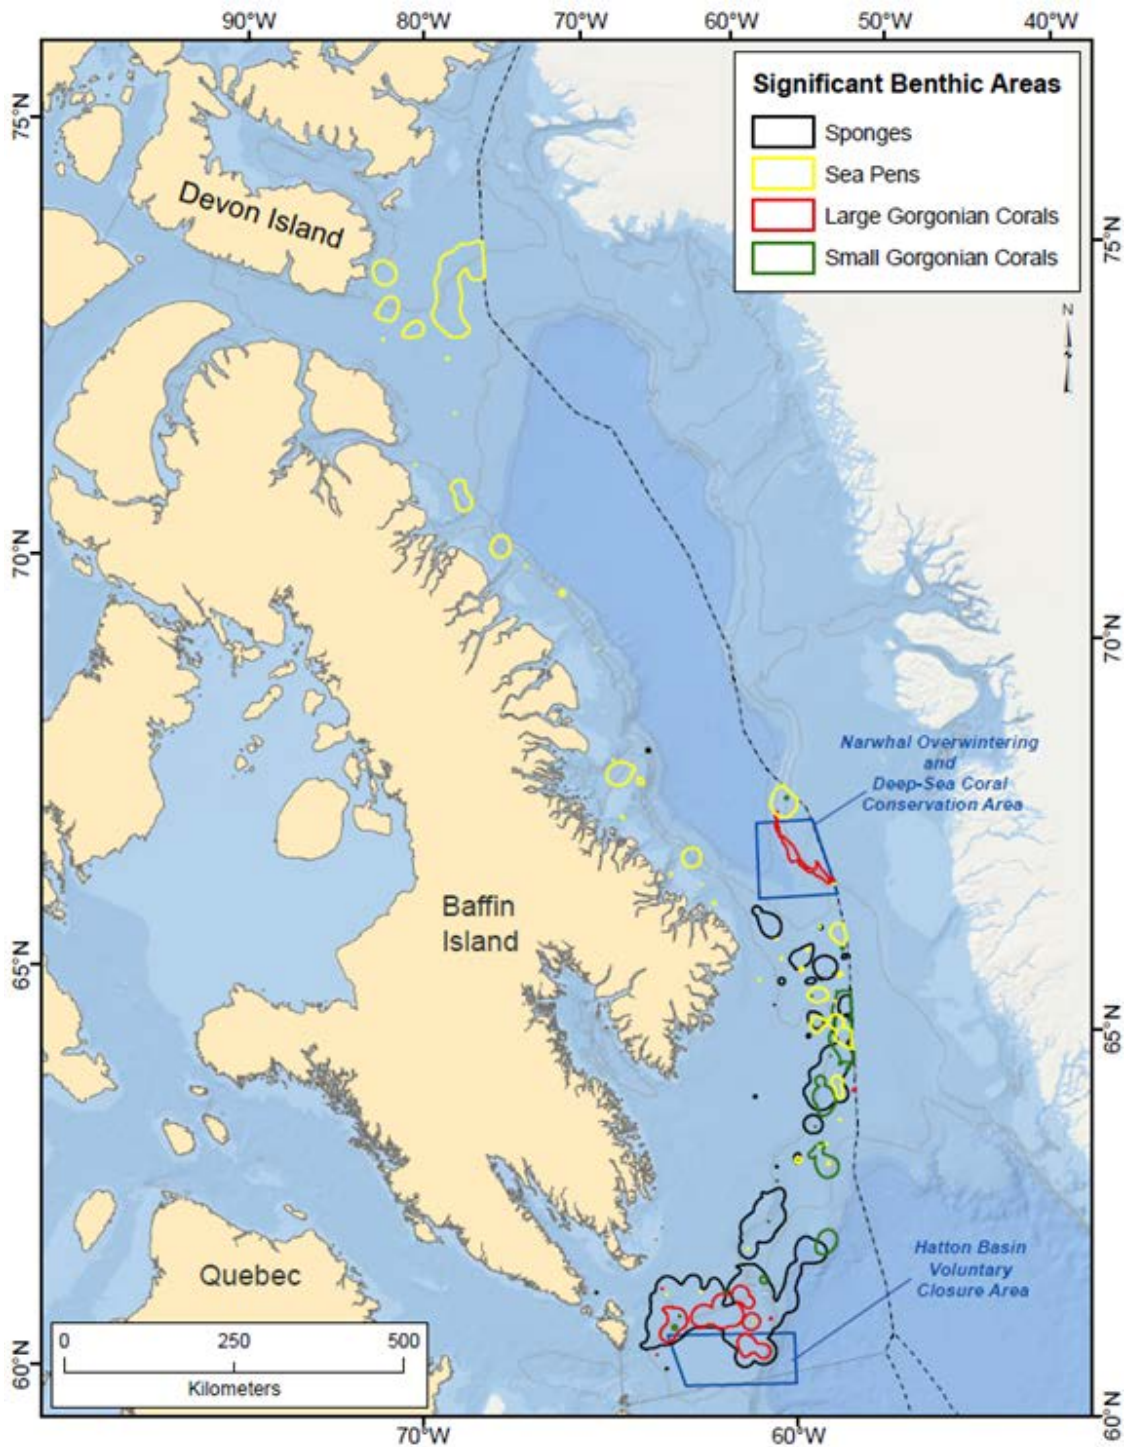 90°W 80°W 70°W 60°W 50°W 40°W
Significant Benthic Areas
Sponges
Sea Pens
Large Gorgonian Corals
Small Gorgonian Corals
75°N
75°N
Devon Island
N
70°N
70°N
Narwhal Overwintering
and
Deep-Sea Coral
Conservation Area
Baffin
Island
65°N
65°N
Hatton Basin
Voluntary
Closure Area
Quebec
0 250 500
Kilometers
60°N
60°N
70°W 60°W